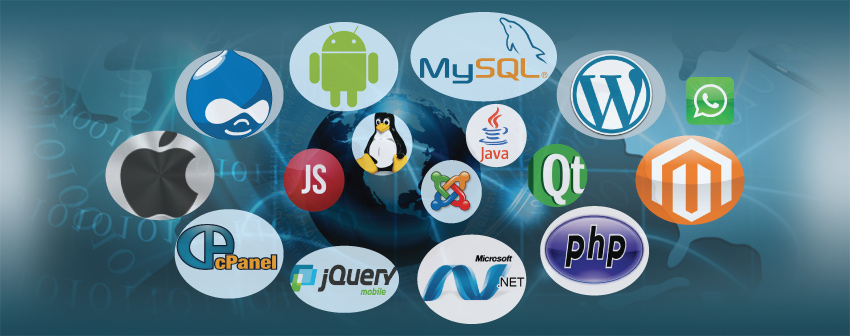 MySQL®
W
Java
JS
Qt
cPanel
php
jQuery
mobile
Microsoft
.NET